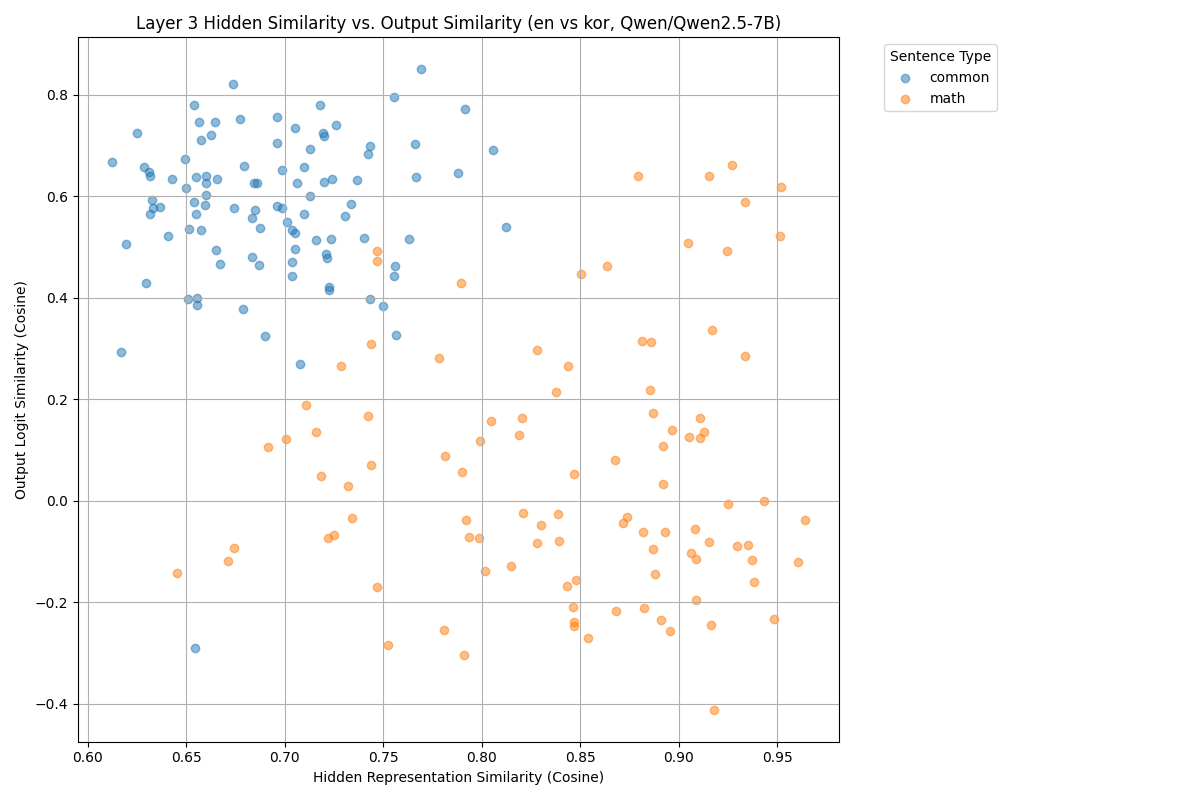 Layer 3 Hidden Similarity vs. Output Similarity (en vs kor, Qwen/Qwen2.5-7B)
Sentence Type
common
math
Output Logit Similarity (Cosine)
0.8
0.6
0.4
0.2
0.0
−0.2
−0.4
0.60 0.65 0.70 0.75 0.80 0.85 0.90 0.95
Hidden Representation Similarity (Cosine)